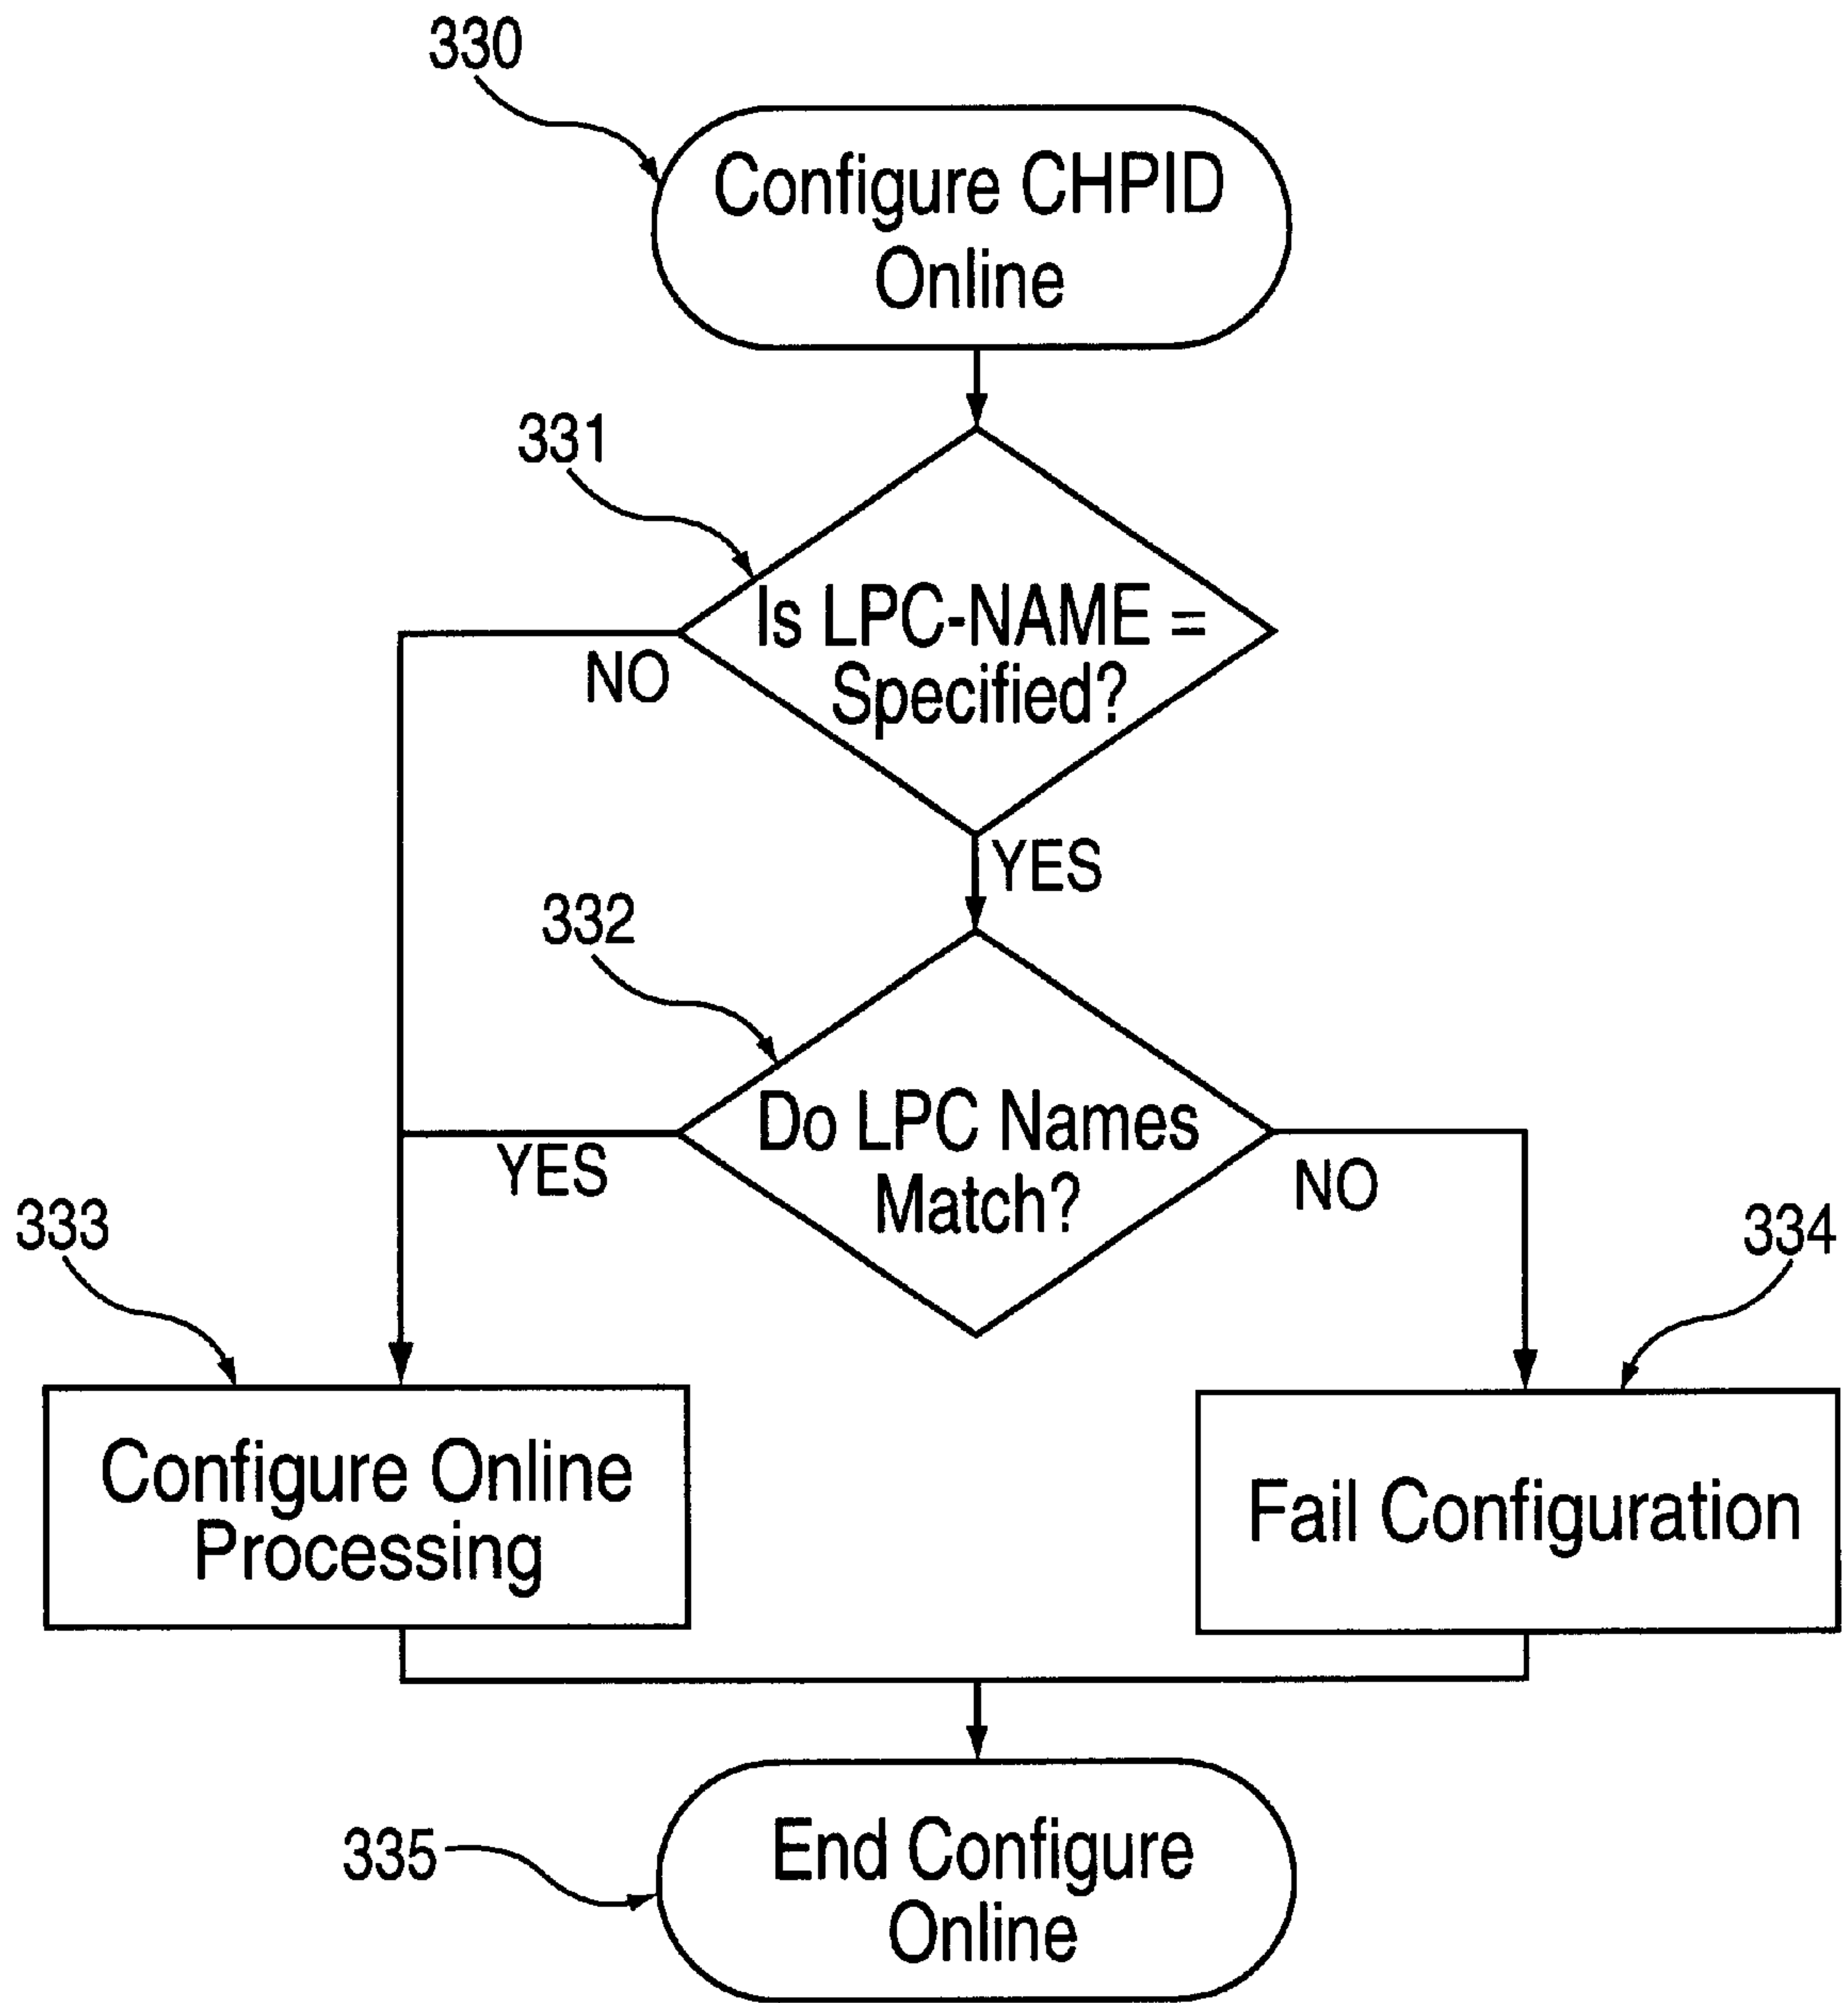 330
Configure CHPID
Online
331
Is LPC-NAME =
Specified?
NO
YES
332
Do LPC Names
Match?
YES
NO
333
334
Configure Online
Processing
Fail Configuration
335
End Configure
Online